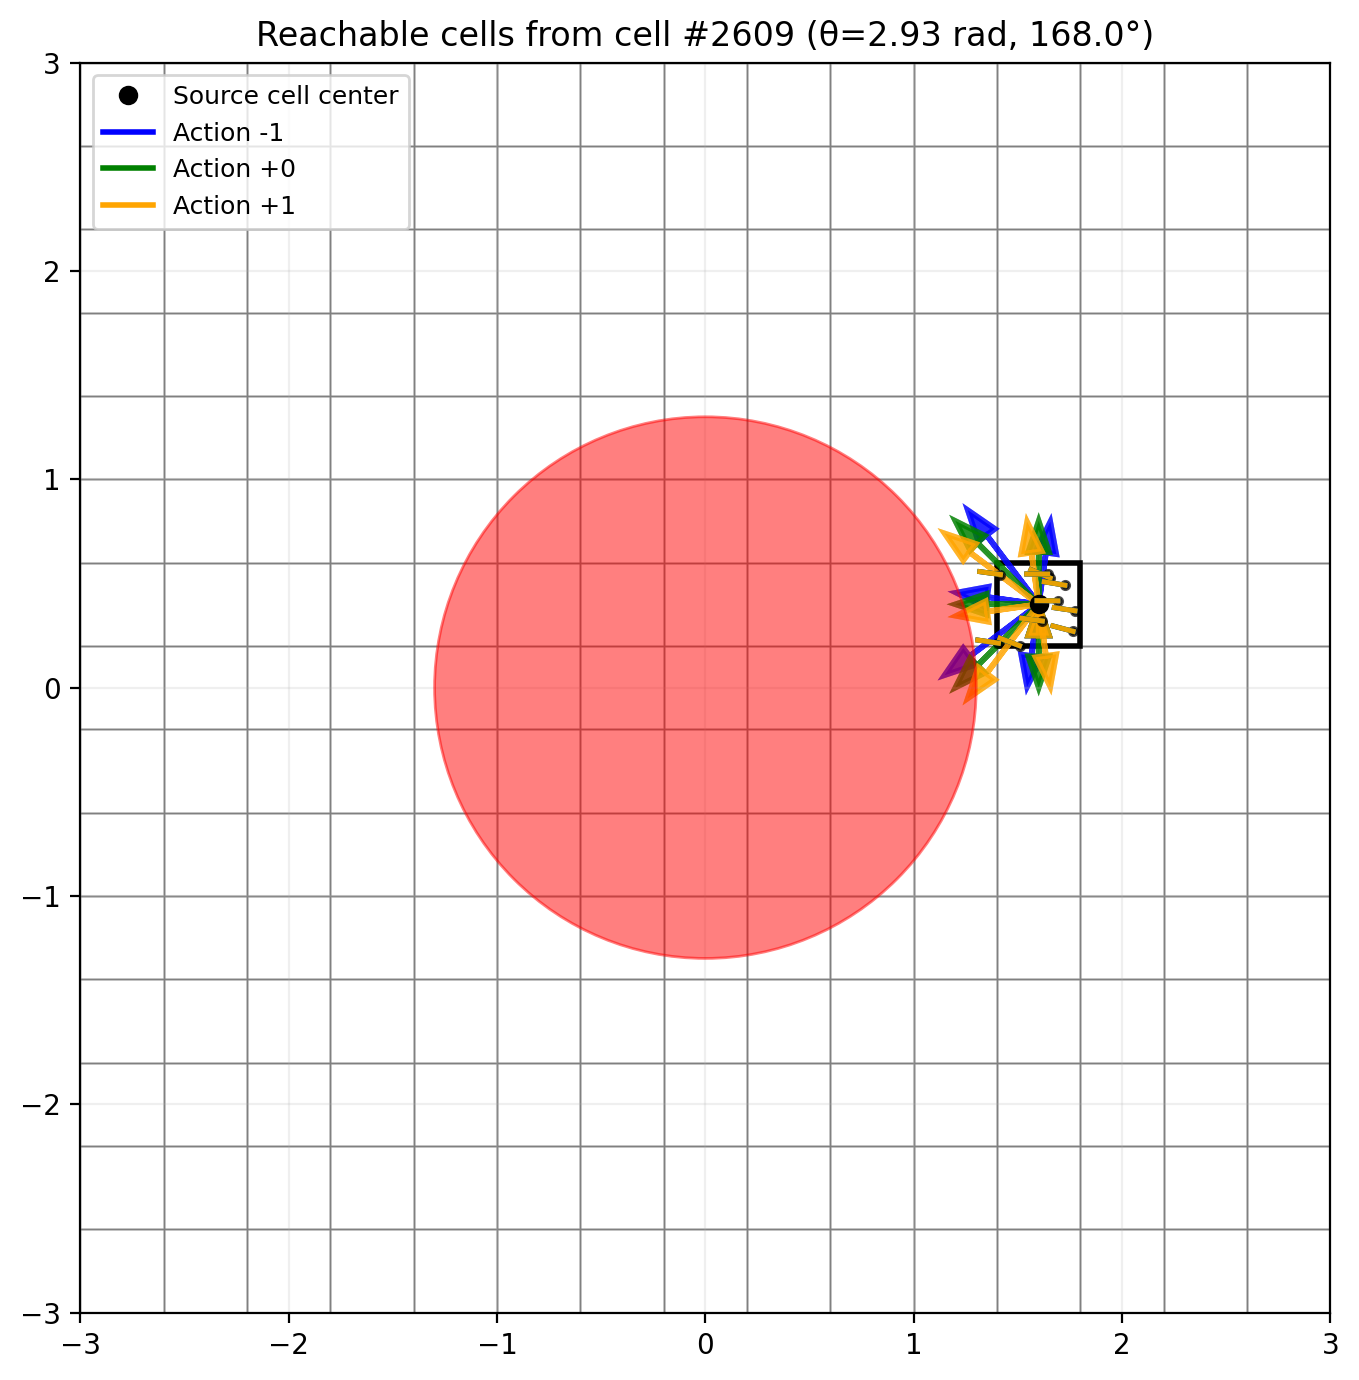 Reachable cells from cell #2609 (θ=2.93 rad, 168.0°)
Source cell center
Action -1
Action +0
Action +1
3
2
1
0
−1
−2
−3
−3
−2
−1
0
1
2
3